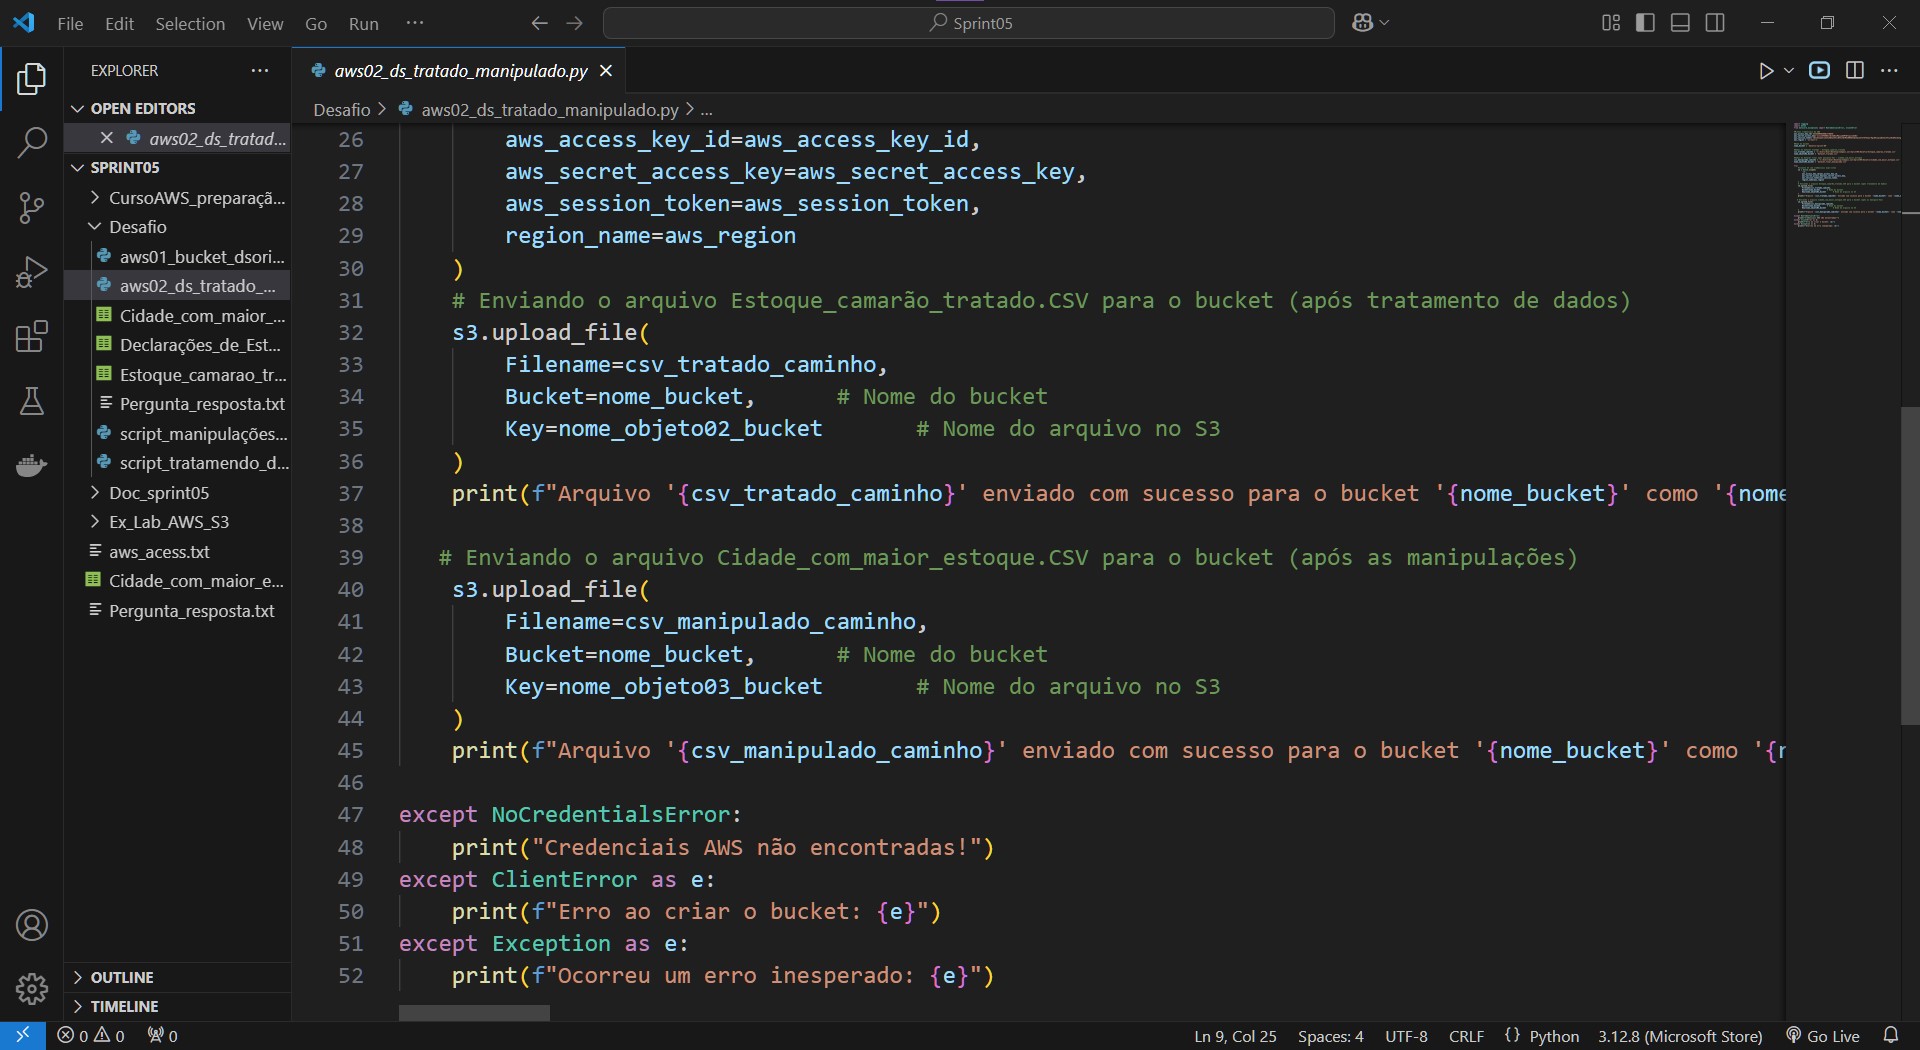 File Edit Selection View Go Run ··· Sprint05
EXPLORER
OPEN EDITORS
aws02_ds_tratad...
SPRINT05
CursoAWS_preparaçã...
Desafio
aws01_bucket_dsori...
aws02_ds_tratado_...
Cidade_com_maior_...
Declarações_de_Est...
Estoque_camarao_tr...
Pergunta_resposta.txt
script_manipulações...
script_tratamendo_d...
Doc_sprint05
Ex_Lab_AWS_S3
aws_acess.txt
Cidade_com_maior_e...
Pergunta_resposta.txt
OUTLINE
TIMELINE
aws02_ds_tratado_manipulado.py
Desafio > aws02_ds_tratado_manipulado.py > ...
26 aws_access_key_id=aws_access_key_id,
27 aws_secret_access_key=aws_secret_access_key,
28 aws_session_token=aws_session_token,
29 region_name=aws_region
30 )
31 # Enviando o arquivo Estoque_camarão_tratado.CSV para o bucket (após tratamento de dados)
32 s3.upload_file(
33 Filename=csv_tratado_caminho,
34 Bucket=nome_bucket, # Nome do bucket
35 Key=nome_objeto02_bucket # Nome do arquivo no S3
36 )
37 print(f"Arquivo '{csv_tratado_caminho}' enviado com sucesso para o bucket '{nome_bucket}' como '{nome
38
39 # Enviando o arquivo Cidade_com_maior_estoque.CSV para o bucket (após as manipulações)
40 s3.upload_file(
41 Filename=csv_manipulado_caminho,
42 Bucket=nome_bucket, # Nome do bucket
43 Key=nome_objeto03_bucket # Nome do arquivo no S3
44 )
45 print(f"Arquivo '{csv_manipulado_caminho}' enviado com sucesso para o bucket '{nome_bucket}' como '{n
46
47 except NoCredentialsError:
48 print("Credenciais AWS não encontradas!")
49 except ClientError as e:
50 print(f"Erro ao criar o bucket: {e}")
51 except Exception as e:
52 print(f"Ocorreu um erro inesperado: {e}")
0 0 0 Ln 9, Col 25 Spaces: 4 UTF-8 CRLF {} Python 3.12.8 (Microsoft Store) Go Live